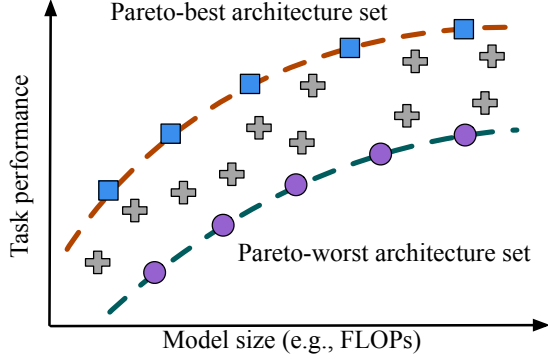 Pareto-best architecture set
Task performance
Pareto-worst architecture set
Model size (e.g., FLOPs)